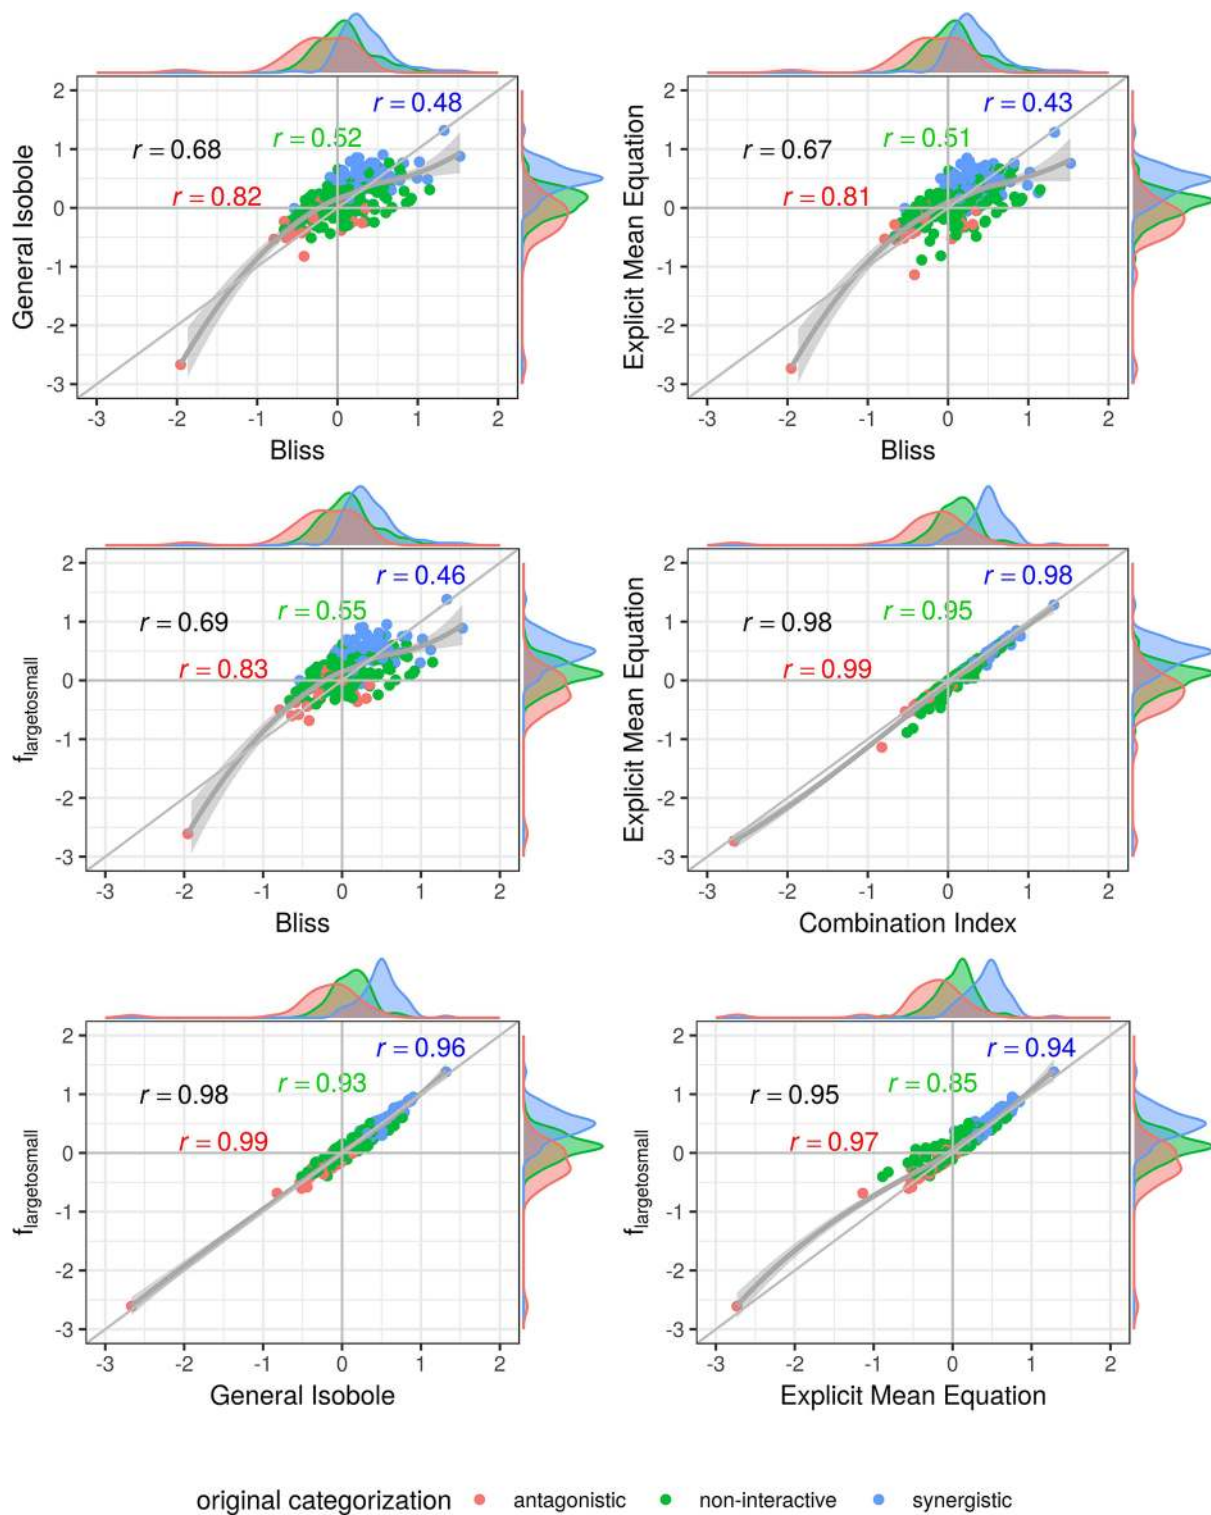 r = 0.48
r = 0.52
r = 0.68
r = 0.82
General Isobole
2
1
0
-1
-2
-3
-3 -2 -1 0 1 2
Bliss
r = 0.43
r = 0.51
r = 0.67
r = 0.81
Explicit Mean Equation
2
1
0
-1
-2
-3
-3 -2 -1 0 1 2
Bliss
r = 0.46
r = 0.55
r = 0.69
r = 0.83
flargetosmall
2
1
0
-1
-2
-3
-3 -2 -1 0 1 2
Bliss
r = 0.98
r = 0.95
r = 0.98
r = 0.99
Explicit Mean Equation
2
1
0
-1
-2
-3
-3 -2 -1 0 1 2
Combination Index
r = 0.96
r = 0.93
r = 0.98
r = 0.99
flargetosmall
2
1
0
-1
-2
-3
-3 -2 -1 0 1 2
General Isobole
r = 0.94
r = 0.85
r = 0.95
r = 0.97
flargetosmall
2
1
0
-1
-2
-3
-3 -2 -1 0 1 2
Explicit Mean Equation
original categorization antagonistic non-interactive synergistic